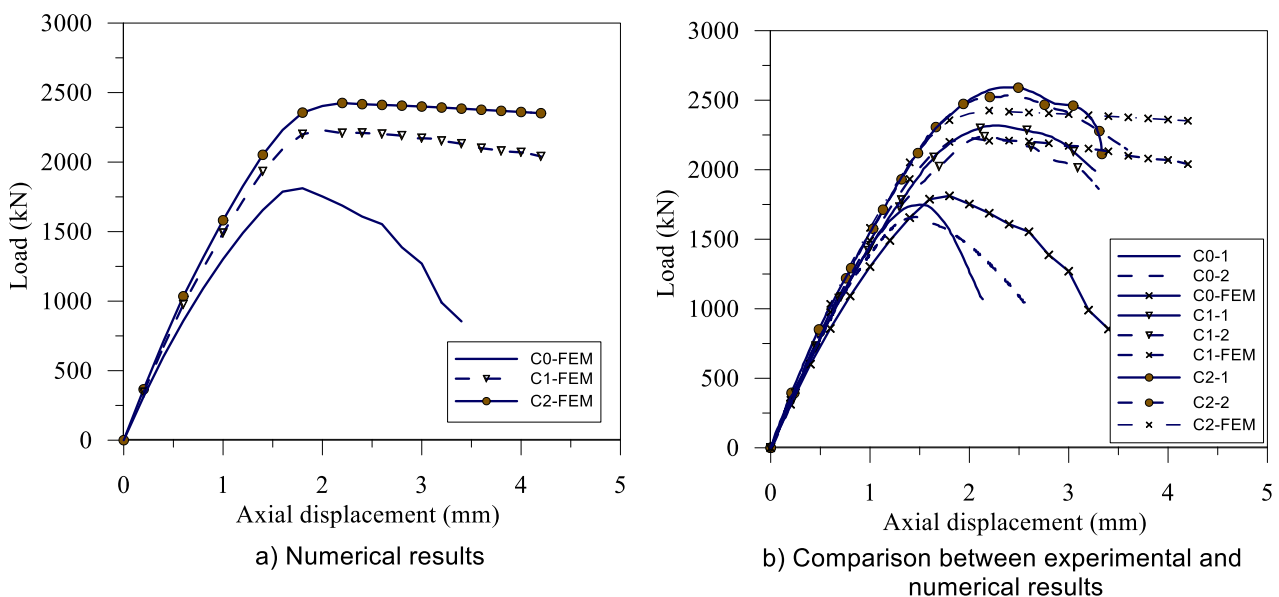 3000
2500
2000
1500
1000
500
0
Load (kN)
0 1 2 3 4 5
Axial displacement (mm)
C0-FEM
C1-FEM
C2-FEM
a) Numerical results
3000
2500
2000
1500
1000
500
0
Load (kN)
0 1 2 3 4 5
Axial displacement (mm)
C0-1
C0-2
C0-FEM
C1-1
C1-2
C1-FEM
C2-1
C2-2
C2-FEM
b) Comparison between experimental and
numerical results